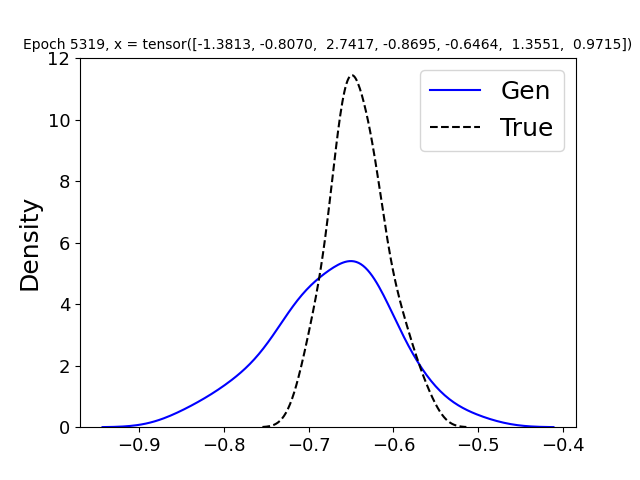 Epoch 5319, x = tensor([-1.3813, -0.8070,  2.7417, -0.8695, -0.6464,  1.3551,  0.9715])
Gen
True
Density
12
10
8
6
4
2
0
−0.9 −0.8 −0.7 −0.6 −0.5 −0.4